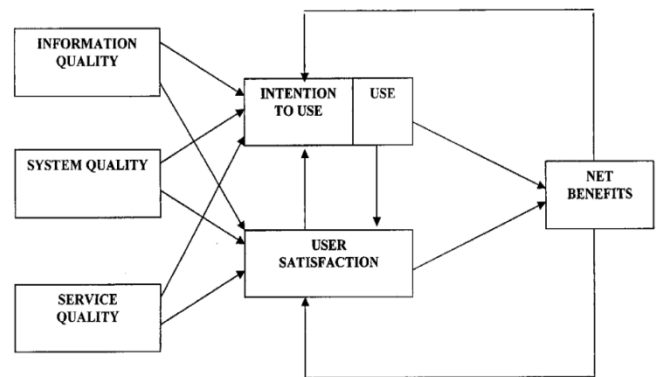 INFORMATION
QUALITY
SYSTEM QUALITY
SERVICE
QUALITY
INTENTION
TO USE
USE
USER
SATISFACTION
NET
BENEFITS